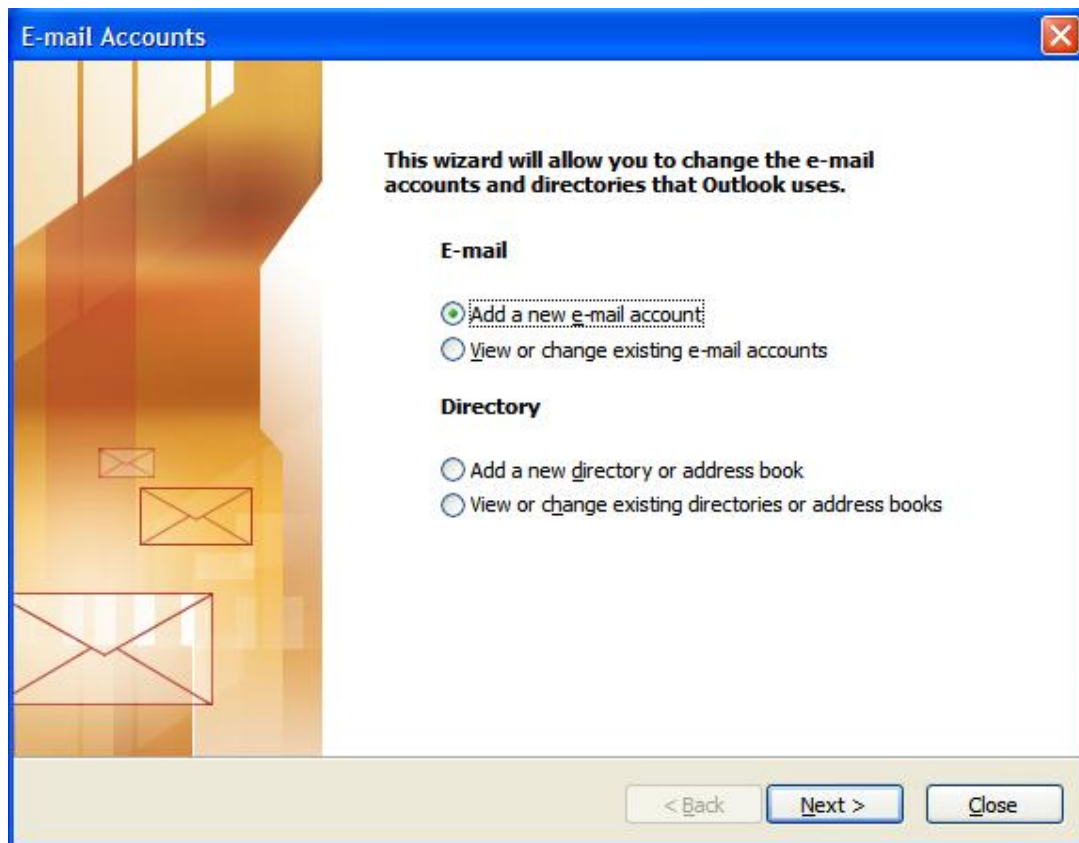 E-mail Accounts
This wizard will allow you to change the e-mail
accounts and directories that Outlook uses.
E-mail
Add a new e-mail account
View or change existing e-mail accounts
Directory
Add a new directory or address book
View or change existing directories or address books
< Back
Next >
Close